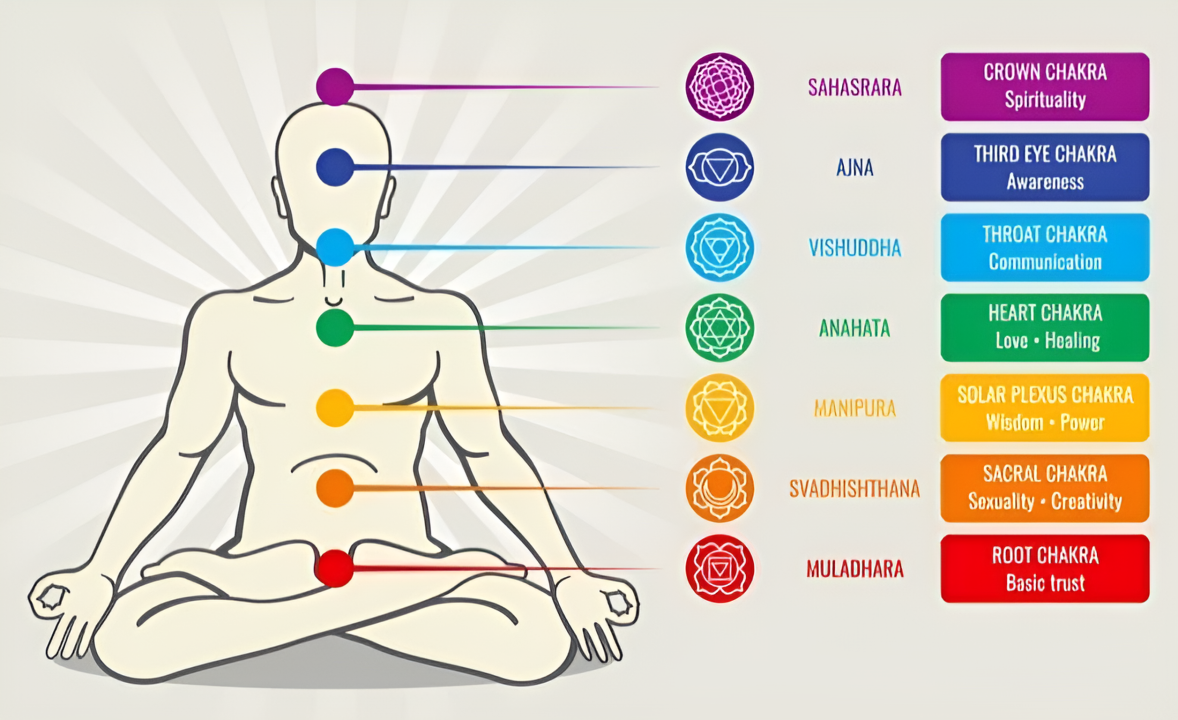 SAHASRARA
CROWN CHAKRA
Spirituality
AJNA
THIRD EYE CHAKRA
Awareness
VISHUDDHA
THROAT CHAKRA
Communication
ANAHATA
HEART CHAKRA
Love • Healing
MANIPURA
SOLAR PLEXUS CHAKRA
Wisdom • Power
SVADHISHTHANA
SACRAL CHAKRA
Sexuality • Creativity
MULADHARA
ROOT CHAKRA
Basic trust